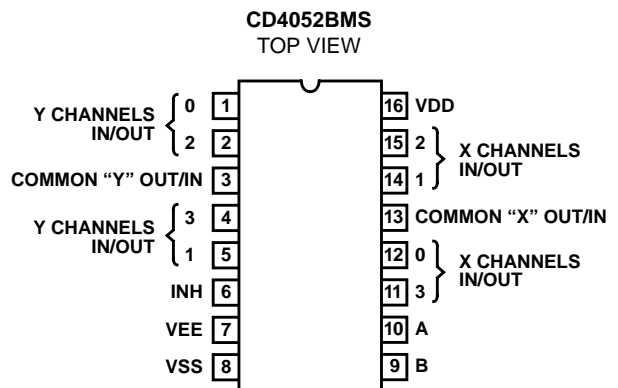 CD4052BMS
TOP VIEW
Y CHANNELS IN/OUT
0 1
2 2
COMMON “Y” OUT/IN 3
Y CHANNELS IN/OUT
3 4
1 5
INH 6
VEE 7
VSS 8
16 VDD
15 2
14 1
X CHANNELS IN/OUT
13 COMMON “X” OUT/IN
12 0
11 3
X CHANNELS IN/OUT
10 A
9 B